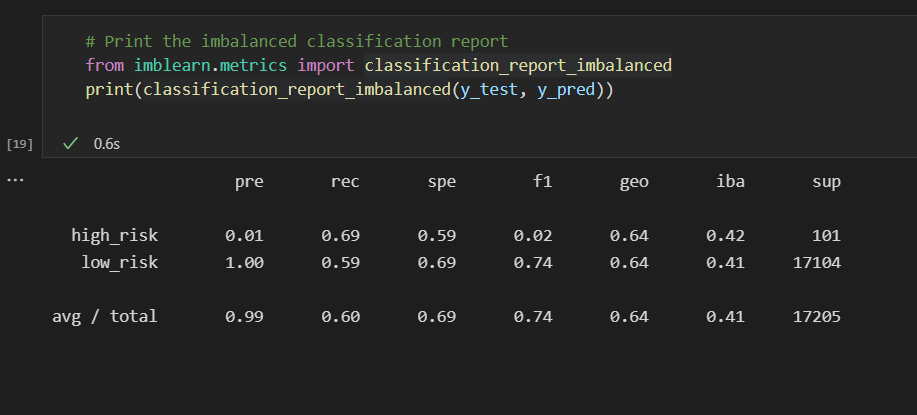 # Print the imbalanced classification report
from imblearn.metrics import classification_report_imbalanced
print(classification_report_imbalanced(y_test, y_pred))
[19] ✓ 0.6s
... pre rec spe f1 geo iba sup
high_risk 0.01 0.69 0.59 0.02 0.64 0.42 101
low_risk 1.00 0.59 0.69 0.74 0.64 0.41 17104
avg / total 0.99 0.60 0.69 0.74 0.64 0.41 17205